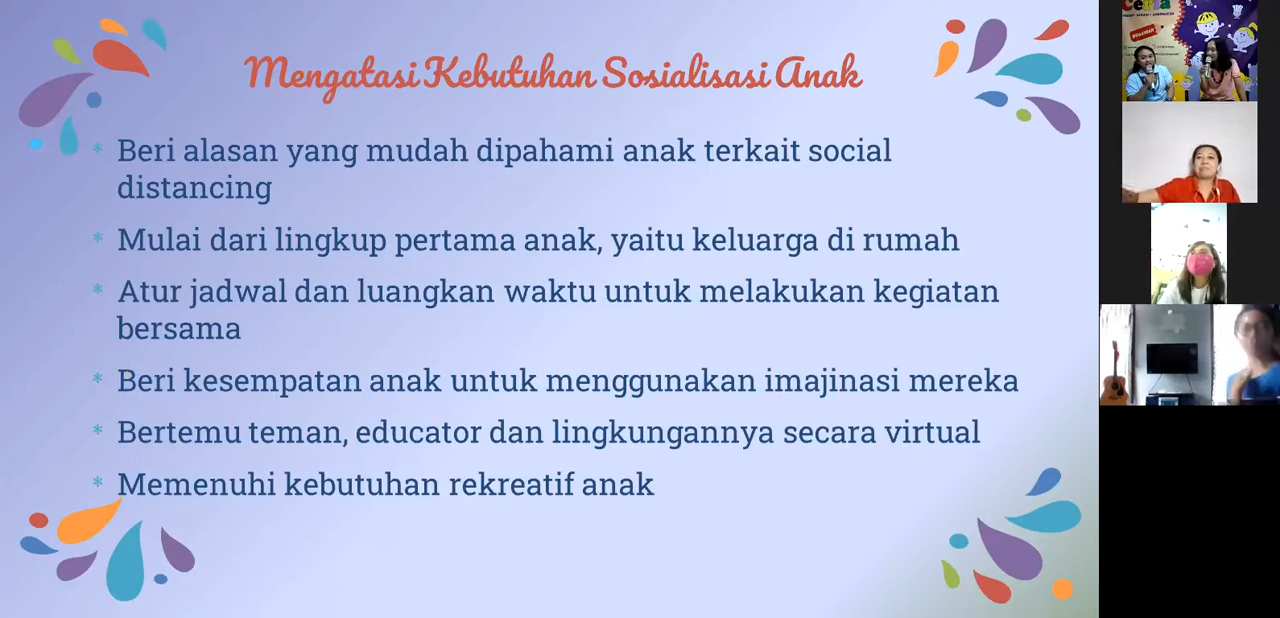 Mengatasi Kebutuhan Sosialisasi Anak
* Beri alasan yang mudah dipahami anak terkait social
distancing
* Mulai dari lingkup pertama anak, yaitu keluarga di rumah
* Atur jadwal dan luangkan waktu untuk melakukan kegiatan
bersama
* Beri kesempatan anak untuk menggunakan imajinasi mereka
* Bertemu teman, educator dan lingkungannya secara virtual
* Memenuhi kebutuhan rekreatif anak
Ceria